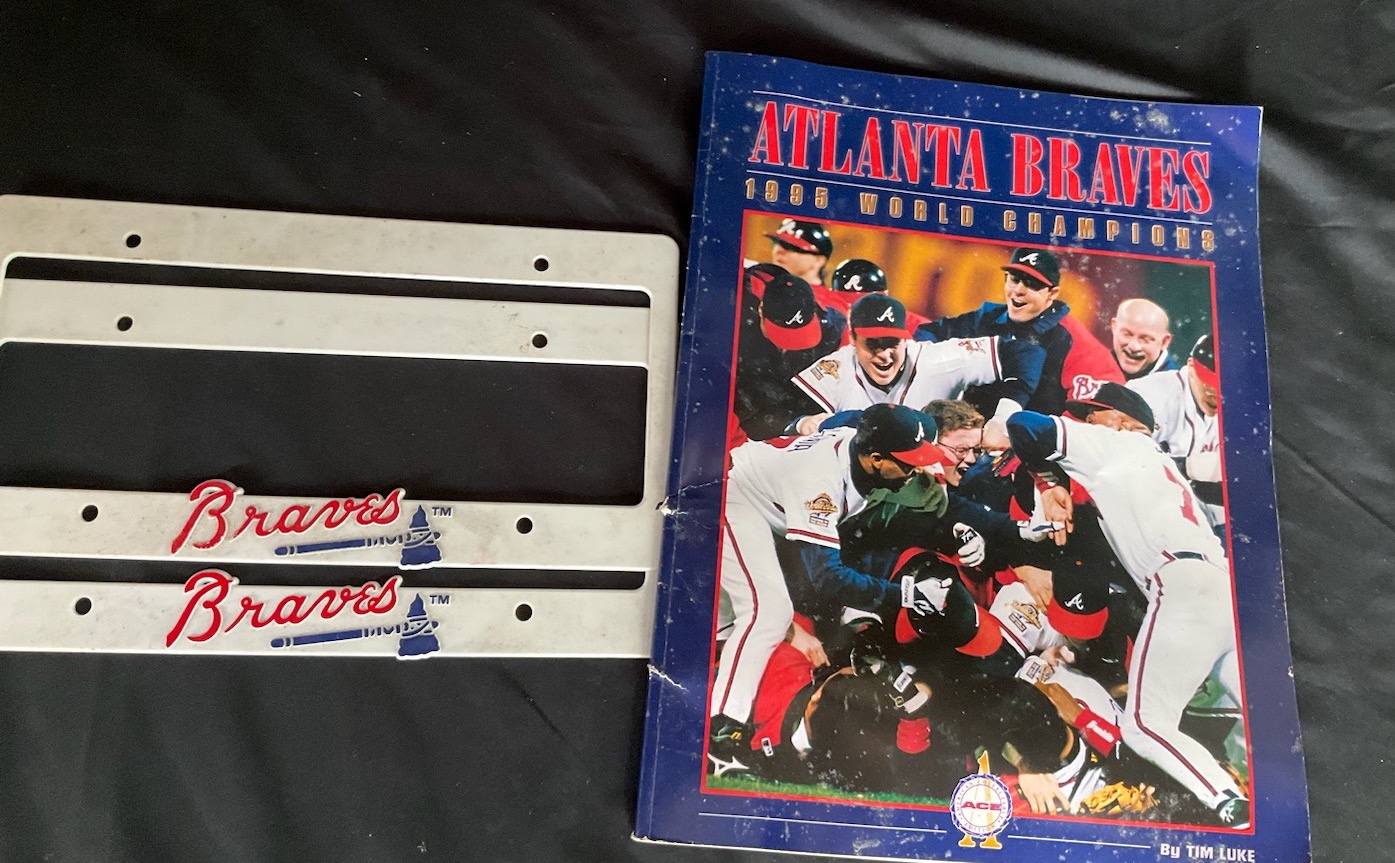 ATLANTA BRAVES
1995 WORLD CHAMPIONS
Braves TM
Braves TM
ACE
By TIM LUKE